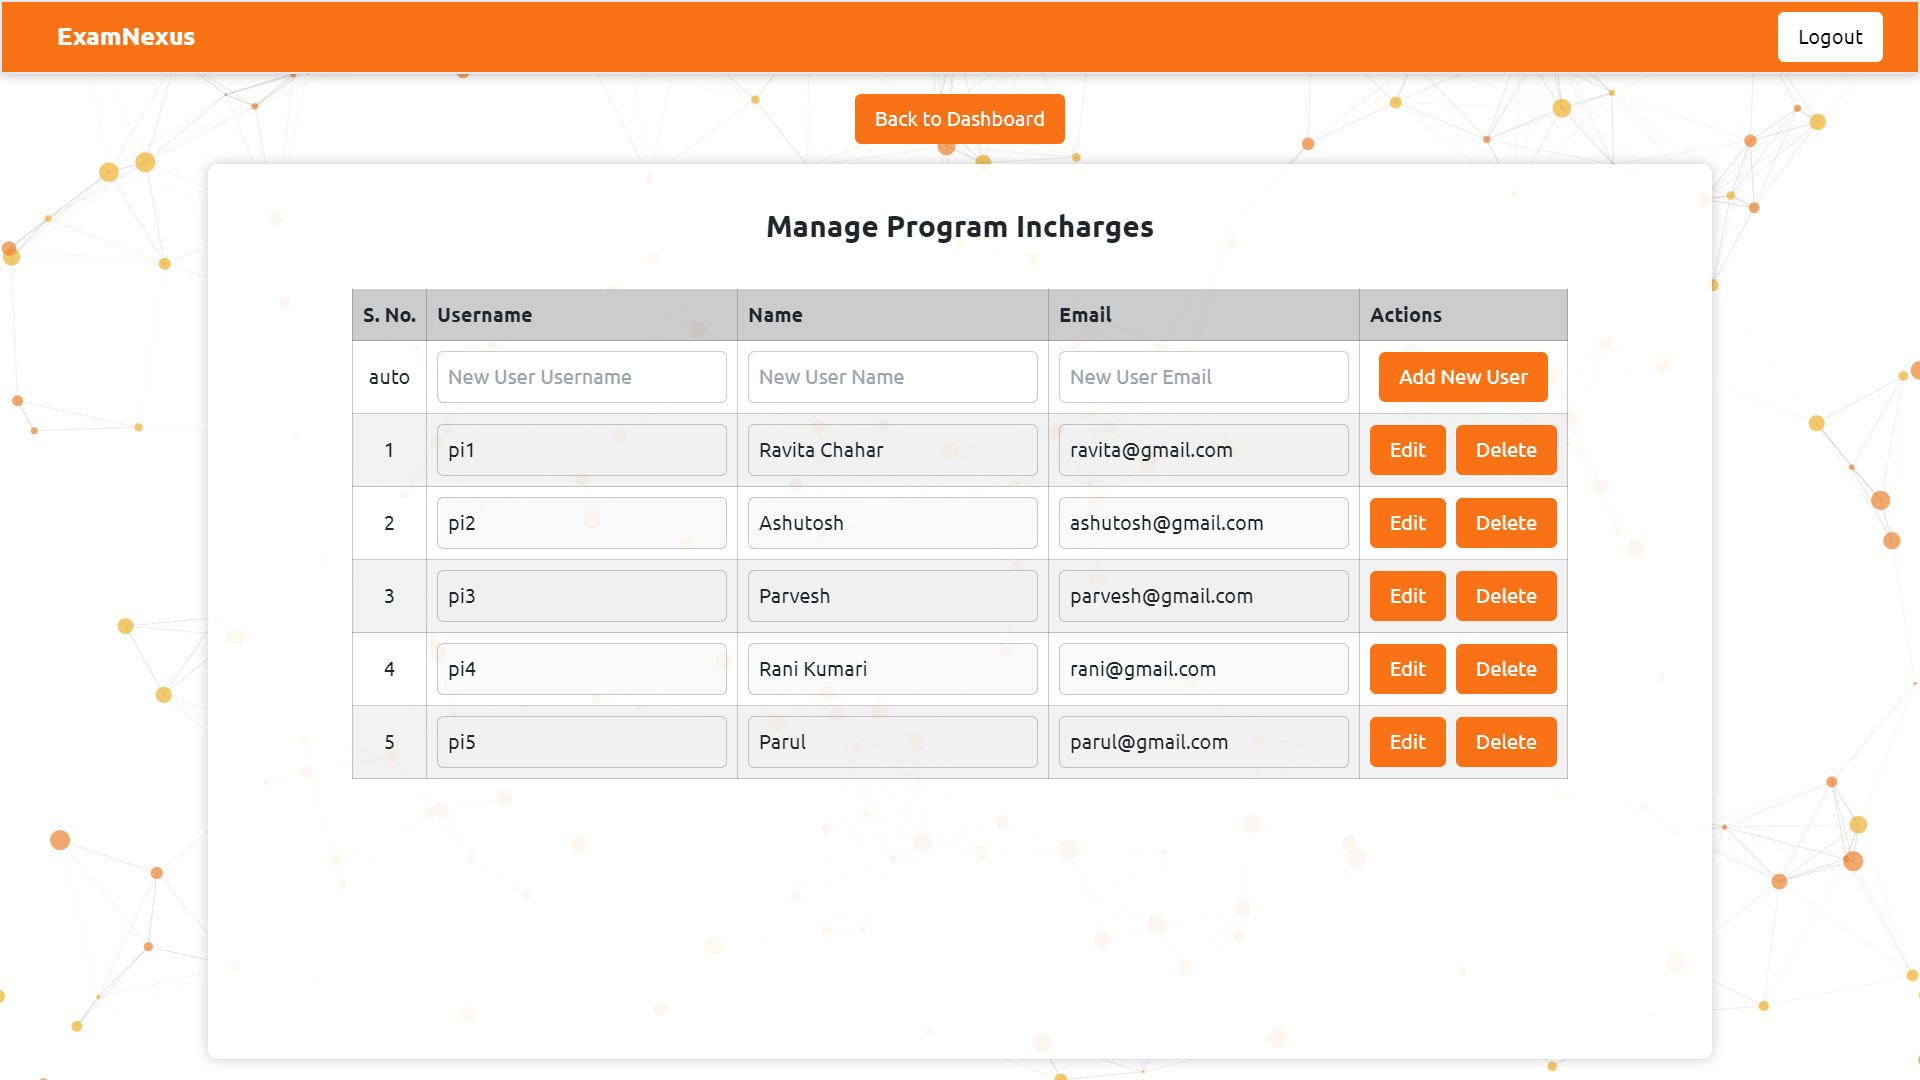 ExamNexus
Logout
Back to Dashboard
Manage Program Incharges
S. No. Username Name Email Actions
auto New User Username New User Name New User Email Add New User
1 pi1 Ravita Chahar ravita@gmail.com Edit Delete
2 pi2 Ashutosh ashutosh@gmail.com Edit Delete
3 pi3 Parvesh parvesh@gmail.com Edit Delete
4 pi4 Rani Kumari rani@gmail.com Edit Delete
5 pi5 Parul parul@gmail.com Edit Delete